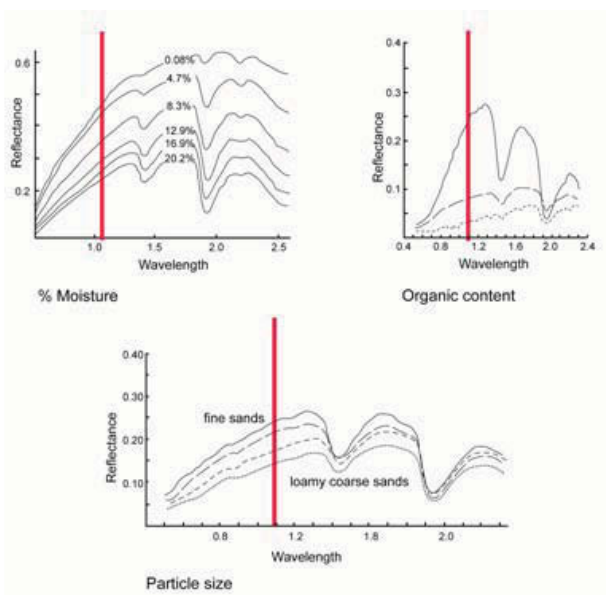 0.6
0.2
Reflectance
0.08%
4.7%
8.3%
12.9%
16.9%
20.2%
1.0 1.5 2.0 2.5
Wavelength
% Moisture
0.4
0.3
0.2
0.1
Reflectance
0.4 0.8 1.2 1.6 2.0 2.4
Wavelength
Organic content
0.40
0.30
0.20
0.10
Reflectance
fine sands
loamy coarse sands
0.8 1.2 1.8 2.0
Wavelength
Particle size